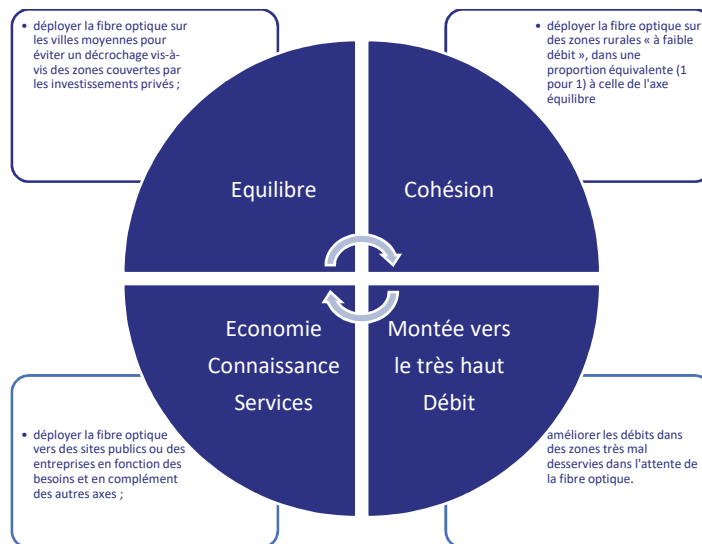 • déployer la fibre optique sur
les villes moyennes pour
éviter un décrochage vis-à-
vis des zones couvertes par
les investissements privés ;
• déployer la fibre optique sur
des zones rurales « à faible
débit », dans une
proportion équivalente (1
pour 1) à celle de l'axe
équilibre
Equilibre
Cohésion
Economie
Connaissance
Services
Montée vers
le très haut
Débit
• déployer la fibre optique
vers des sites publics ou des
entreprises en fonction des
besoins et en complément
des autres axes ;
améliorer les débits dans
des zones très mal
desservies dans l'attente de
la fibre optique.